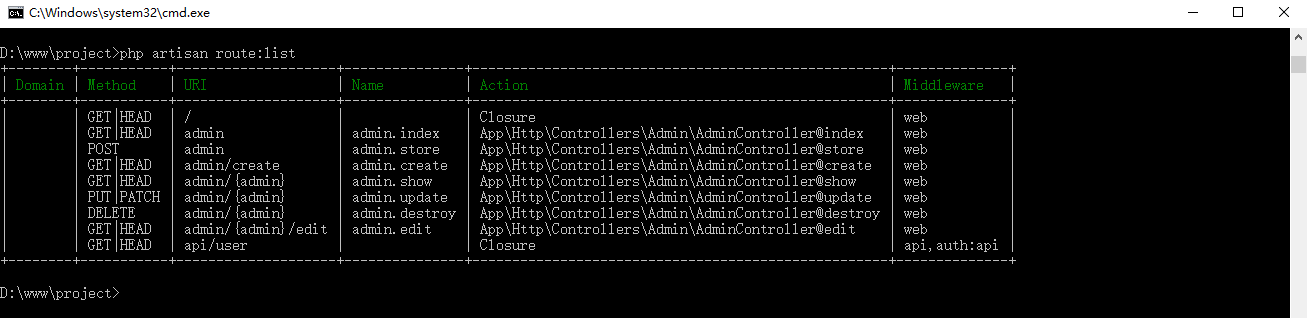 C:\Windows\system32\cmd.exe
D:\www\project>php artisan route:list
+--------+-----------+--------------------+---------------+---------------------------------------------------+--------------+
| Domain | Method    | URI                | Name          | Action                                            | Middleware   |
+--------+-----------+--------------------+---------------+---------------------------------------------------+--------------+
|        | GET|HEAD  | /                  |               | Closure                                           | web          |
|        | GET|HEAD  | admin              | admin.index   | App\Http\Controllers\Admin\AdminController@index   | web          |
|        | POST      | admin              | admin.store   | App\Http\Controllers\Admin\AdminController@store   | web          |
|        | GET|HEAD  | admin/create       | admin.create  | App\Http\Controllers\Admin\AdminController@create  | web          |
|        | GET|HEAD  | admin/{admin}      | admin.show    | App\Http\Controllers\Admin\AdminController@show    | web          |
|        | PUT|PATCH | admin/{admin}      | admin.update  | App\Http\Controllers\Admin\AdminController@update  | web          |
|        | DELETE    | admin/{admin}      | admin.destroy | App\Http\Controllers\Admin\AdminController@destroy | web          |
|        | GET|HEAD  | admin/{admin}/edit | admin.edit    | App\Http\Controllers\Admin\AdminController@edit    | web          |
|        | GET|HEAD  | api/user           |               | Closure                                           | api,auth:api |
+--------+-----------+--------------------+---------------+---------------------------------------------------+--------------+
D:\www\project>